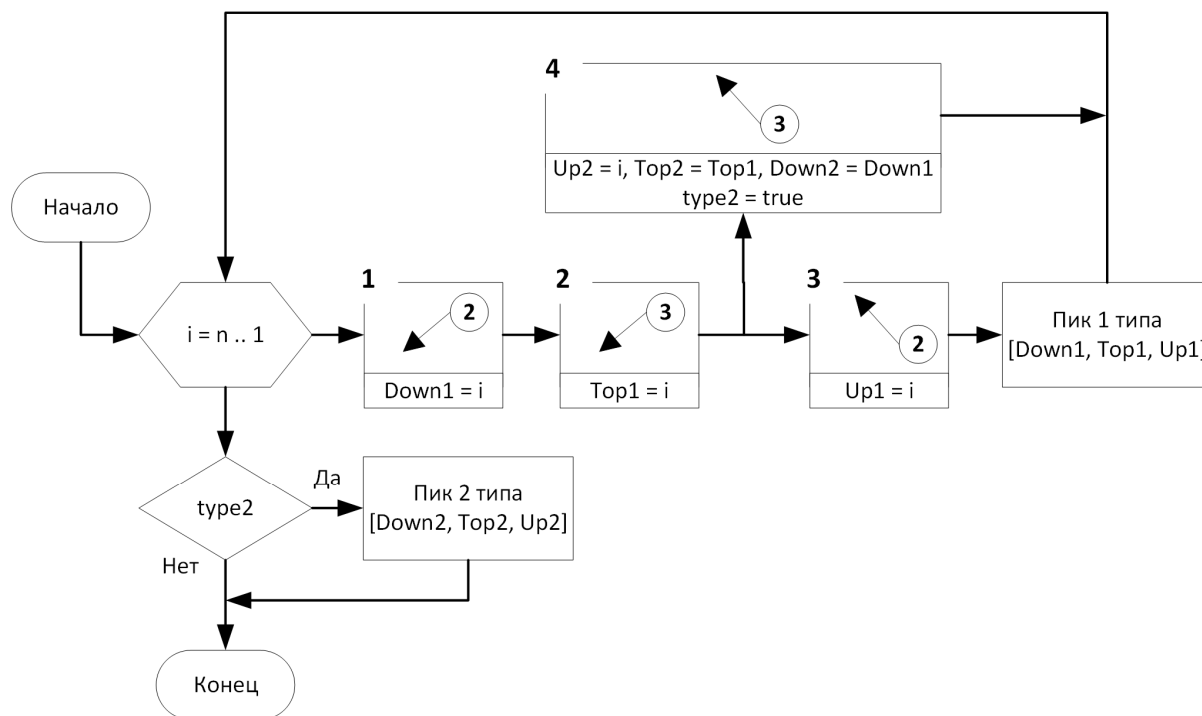 4
3
Up2 = i, Top2 = Top1, Down2 = Down1
type2 = true
Начало
i = n .. 1
1
2
Down1 = i
2
3
Top1 = i
3
2
Up1 = i
Пик 1 типа
[Down1, Top1, Up1]
type2
Да
Нет
Пик 2 типа
[Down2, Top2, Up2]
Конец